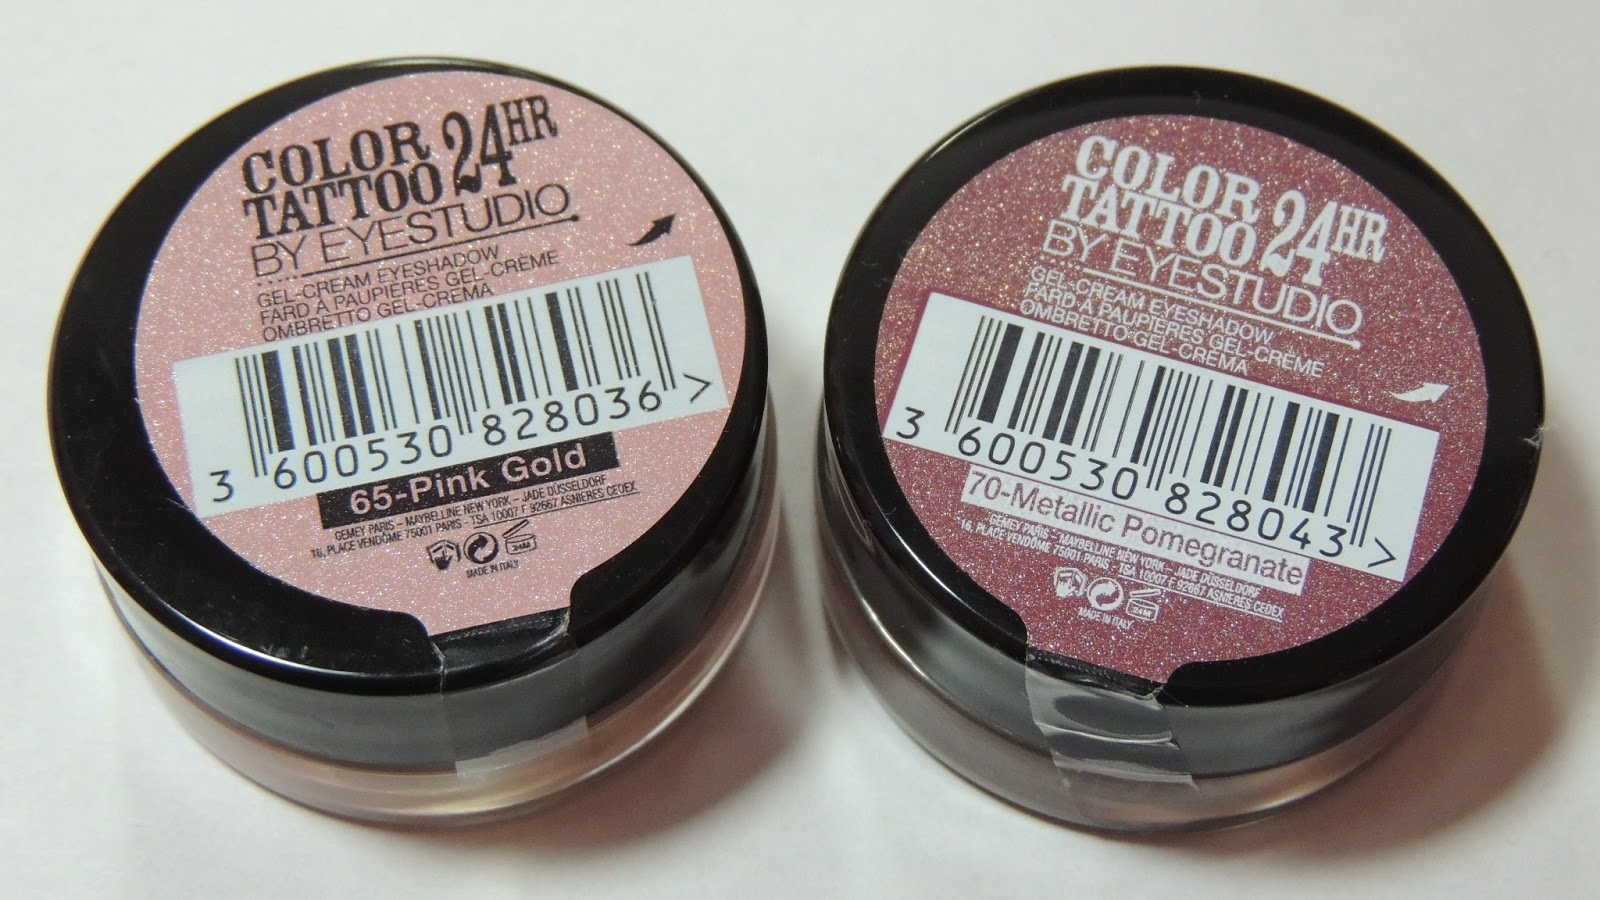 COLOR
TATTOO 24HR
BY EYESTUDIO
GEL-CREAM EYESHADOW
FARD À PAUPIÈRES GEL-CRÈME
OMBRETTO GEL-CREMA
3 600530 828036 >
65-Pink Gold
GEMEY PARIS – MAYBELLINE NEW YORK – JADE DÜSSELDORF
16, PLACE VENDÔME 75001 PARIS - TSA 10007 F 92667 ASNIERES CEDEX
24M
MADE IN ITALY
COLOR
TATTOO 24HR
BY EYESTUDIO
GEL-CREAM EYESHADOW
FARD À PAUPIÈRES GEL-CRÈME
OMBRETTO GEL-CREMA
3 600530 828043 >
70-Metallic Pomegranate
GEMEY PARIS – MAYBELLINE NEW YORK – JADE DÜSSELDORF
16, PLACE VENDÔME 75001 PARIS - TSA 10007 F 92667 ASNIERES CEDEX
24M
MADE IN ITALY